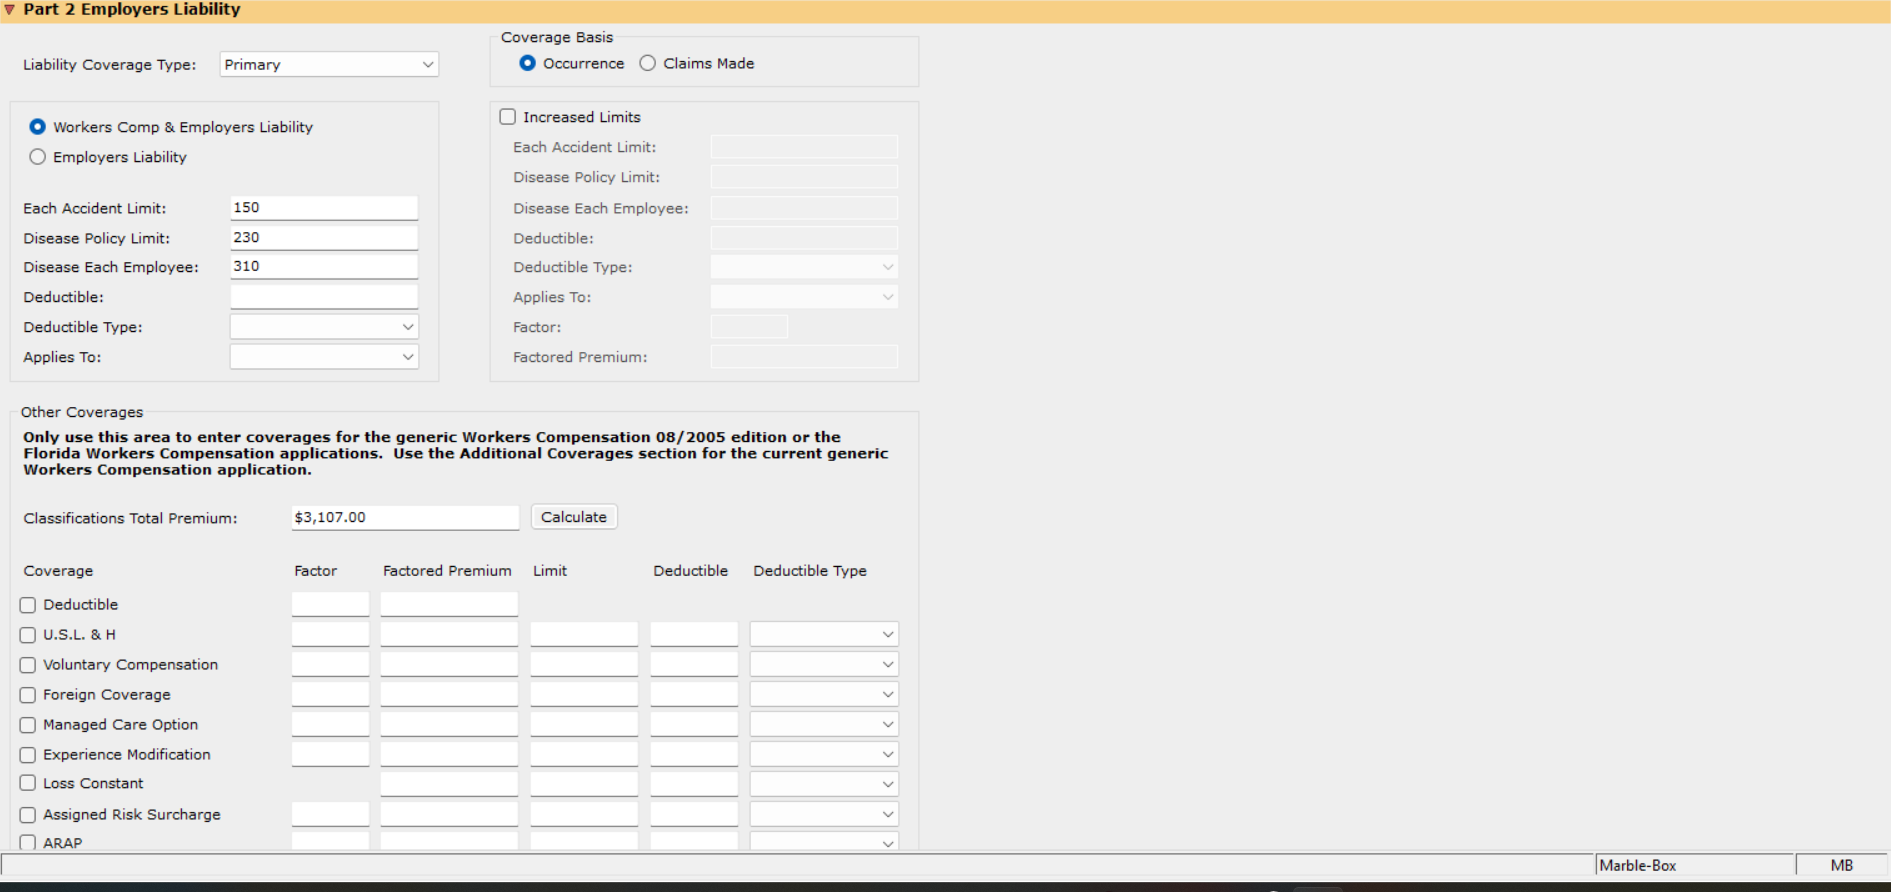 Part 2 Employers Liability
Coverage Basis
Liability Coverage Type: Primary
Occurrence Claims Made
Workers Comp & Employers Liability
Employers Liability
Each Accident Limit: 150
Disease Policy Limit: 230
Disease Each Employee: 310
Deductible:
Deductible Type:
Applies To:
Increased Limits
Each Accident Limit:
Disease Policy Limit:
Disease Each Employee:
Deductible:
Deductible Type:
Applies To:
Factor:
Factored Premium:
Other Coverages
Only use this area to enter coverages for the generic Workers Compensation 08/2005 edition or the
Florida Workers Compensation applications.  Use the Additional Coverages section for the current generic
Workers Compensation application.
Classifications Total Premium: $3,107.00 Calculate
Coverage Factor Factored Premium Limit Deductible Deductible Type
Deductible
U.S.L. & H
Voluntary Compensation
Foreign Coverage
Managed Care Option
Experience Modification
Loss Constant
Assigned Risk Surcharge
ARAP
Marble-Box MB